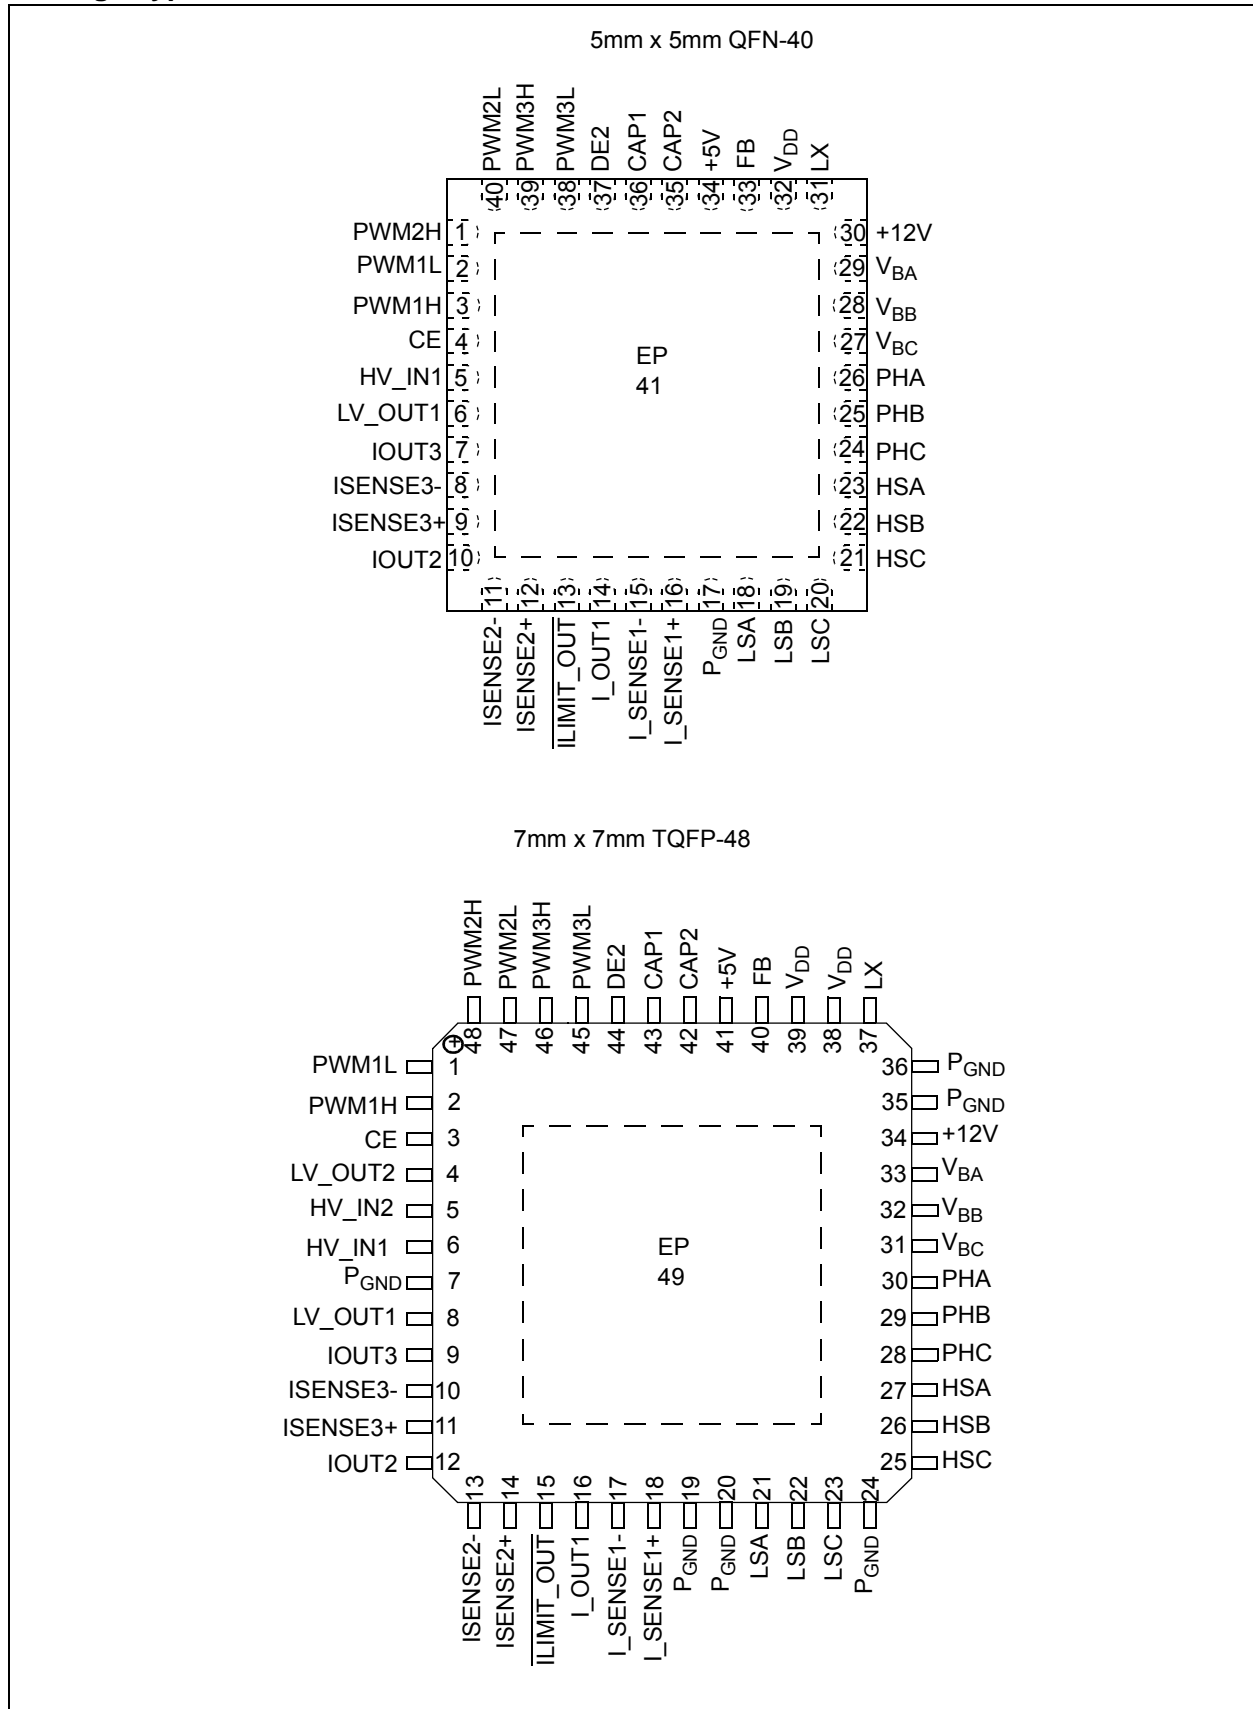 5mm x 5mm QFN-40
PWM2L
PWM3H
PWM3L
DE2
CAP1
CAP2
+5V
FB
VDD
LX
40 39 38 37 36 35 34 33 32 31
PWM2H 1
PWM1L 2
PWM1H 3
CE 4
HV_IN1 5
LV_OUT1 6
IOUT3 7
ISENSE3- 8
ISENSE3+ 9
IOUT2 10
EP
41
30 +12V
29 VBA
28 VBB
27 VBC
26 PHA
25 PHB
24 PHC
23 HSA
22 HSB
21 HSC
11 12 13 14 15 16 17 18 19 20
ISENSE2-
ISENSE2+
ILIMIT_OUT
I_OUT1
I_SENSE1-
I_SENSE1+
PGND
LSA
LSB
LSC
7mm x 7mm TQFP-48
PWM2H
PWM2L
PWM3H
PWM3L
DE2
CAP1
CAP2
+5V
FB
VDD
VDD
LX
48 47 46 45 44 43 42 41 40 39 38 37
PWM1L 1
PWM1H 2
CE 3
LV_OUT2 4
HV_IN2 5
HV_IN1 6
PGND 7
LV_OUT1 8
IOUT3 9
ISENSE3- 10
ISENSE3+ 11
IOUT2 12
EP
49
36 PGND
35 PGND
34 +12V
33 VBA
32 VBB
31 VBC
30 PHA
29 PHB
28 PHC
27 HSA
26 HSB
25 HSC
13 14 15 16 17 18 19 20 21 22 23 24
ISENSE2-
ISENSE2+
ILIMIT_OUT
I_OUT1
I_SENSE1-
I_SENSE1+
PGND
PGND
LSA
LSB
LSC
PGND